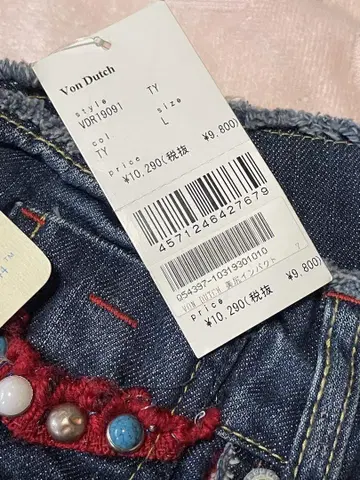 Von Dutch
style TY
VDR19091
col size
TY L
price
¥10.290(税抜 ¥9.800)
4571246427679
054397-10319301010
VON DUTCH 7
price
¥10.290(税抜 ¥9.800)